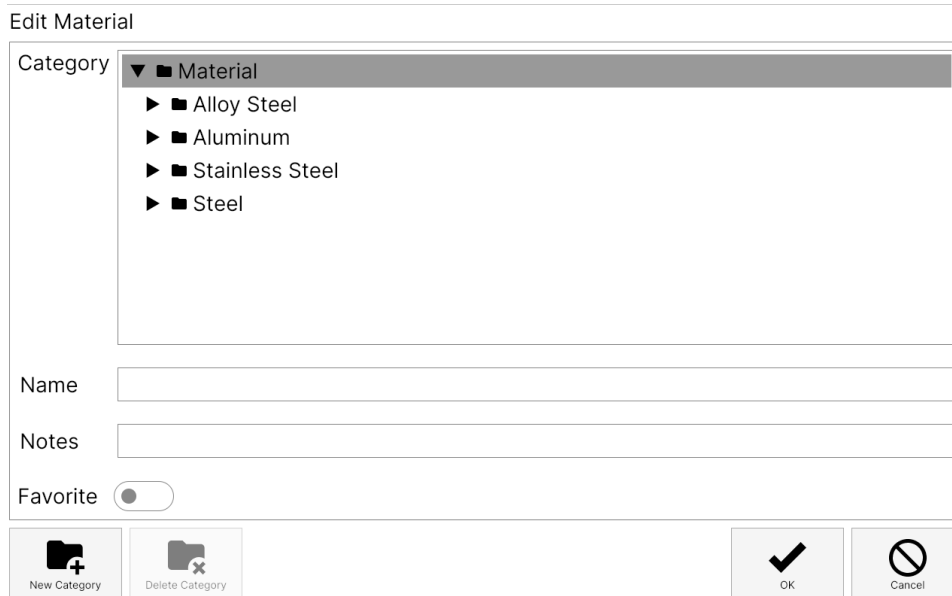 Edit Material
Category
Material
Alloy Steel
Aluminum
Stainless Steel
Steel
Name
Notes
Favorite
New Category
Delete Category
OK
Cancel